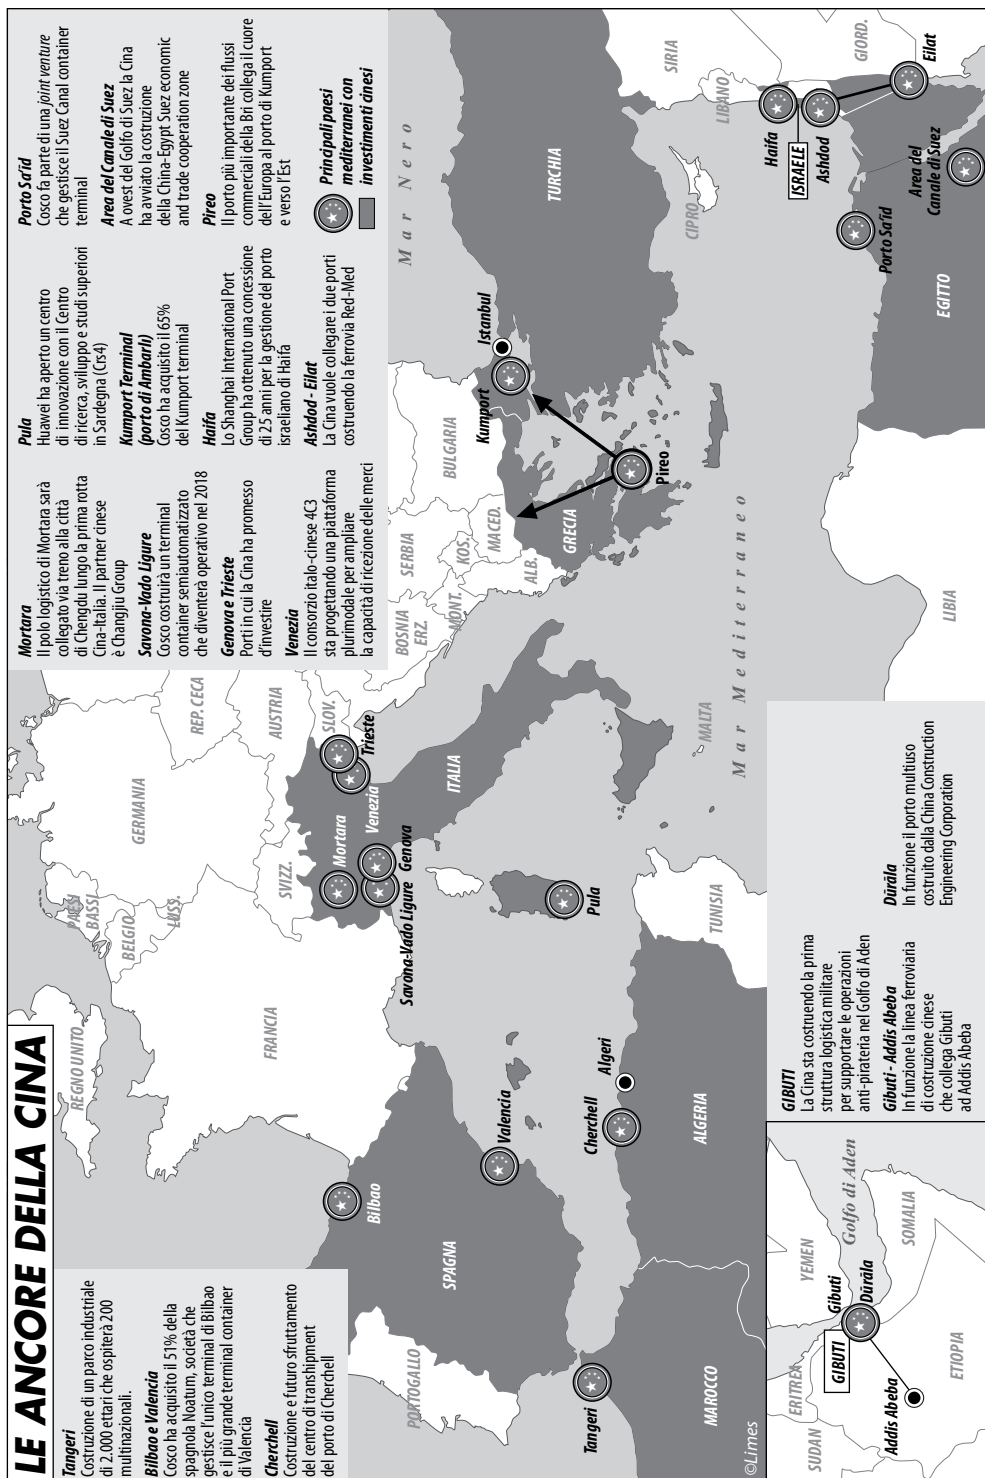 LE ANCORE DELLA CINA
Tangeri
Costruzione di un parco industriale
di 2.000 ettari che ospiterà 200
multinazionali.
Bilbao e Valencia
Cosco ha acquisito il 51% della
spagnola Noatum, società che
gestisce l'unico terminal di Bilbao
e il più grande terminal container
di Valencia
Cherchell
Costruzione e futuro sfruttamento
del centro di transhipment
del porto di Cherchell
Mortara
Il polo logistico di Mortara sarà
collegato via treno alla città
di Chengdu lungo la prima rotta
Cina-Italia. Il partner cinese
è Changjiu Group
Savona-Vado Ligure
Cosco costruirà un terminal
container semiautomatizzato
che diventerà operativo nel 2018
Genova e Trieste
Porti in cui la Cina ha promesso
d'investire
Venezia
Il consorzio italo-cinese 4C3
sta progettando una piattaforma
plurimodale per ampliare
la capacità di ricezione delle merci
Pula
Huawei ha aperto un centro
di innovazione con il Centro
di ricerca, sviluppo e studi superiori
in Sardegna (Crs4)
Kumport Terminal
(porto di Ambarli)
Cosco ha acquisito il 65%
del Kumport terminal
Haifa
Lo Shanghai International Port
Group ha ottenuto una concessione
di 25 anni per la gestione del porto
israeliano di Haifa
Ashdod - Eilat
La Cina vuole collegare i due porti
costruendo la ferrovia Red-Med
Porto Sa'id
Cosco fa parte di una joint venture
che gestisce il Suez Canal container
terminal
Area del Canale di Suez
A ovest del Golfo di Suez la Cina
ha avviato la costruzione
della China-Egypt Suez economic
and trade cooperation zone
Pireo
Il porto più importante dei flussi
commerciali della Bri collega il cuore
dell'Europa al porto di Kumport
e verso l'Est
Principali paesi
mediterranei con
investimenti cinesi
REGNO UNITO
PAESI
BASSI
BELGIO
LUSS.
GERMANIA
REP. CECA
AUSTRIA
SVIZZ.
SLOV.
FRANCIA
BOSNIA
ERZ.
SERBIA
MONT.
KOS.
MACED.
ALB.
BULGARIA
Mar Nero
PORTOGALLO
SPAGNA
Bilbao
Valencia
Mortara
Savona-Vado Ligure
Genova
Venezia
Trieste
ITALIA
Pula
GRECIA
Pireo
Kumport
Istanbul
TURCHIA
CIPRO
SIRIA
LIBANO
Haifa
ISRAELE
Ashdod
GIORD.
Eilat
Area del
Canale di Suez
Porto Sa'id
EGITTO
LIBIA
Mar Mediterraneo
MALTA
TUNISIA
Algeri
Cherchell
ALGERIA
Tangeri
MAROCCO
©Limes
YEMEN
Golfo di Aden
ERITREA
SUDAN
GIBUTI
Gibuti
Dūrāla
SOMALIA
Addis Abeba
ETIOPIA
GIBUTI
La Cina sta costruendo la prima
struttura logistica militare
per supportare le operazioni
anti-pirateria nel Golfo di Aden
Gibuti - Addis Abeba
In funzione la linea ferroviaria
di costruzione cinese
che collega Gibuti
ad Addis Abeba
Dūrāla
In funzione il porto multiuso
costruito dalla China Construction
Engineering Corporation